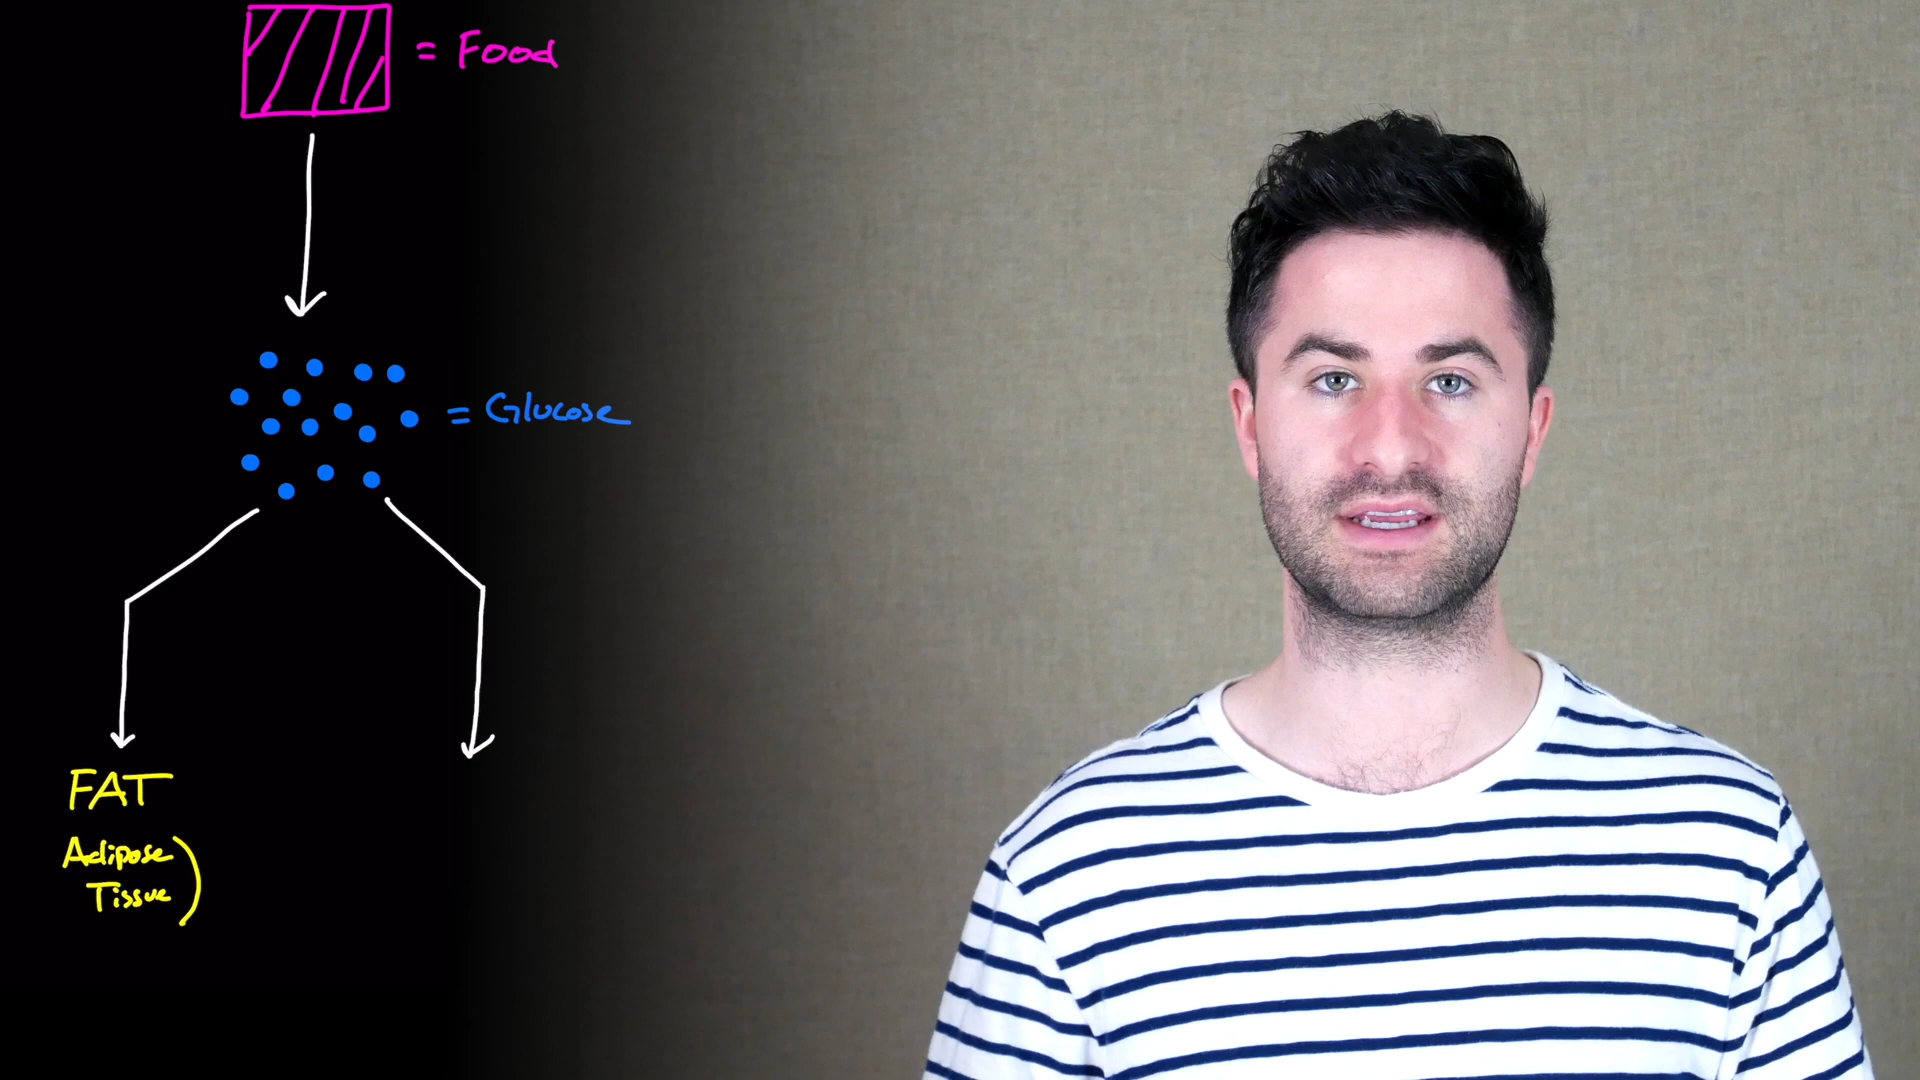 = Food
= Glucose
FAT
Adipose
Tissue)